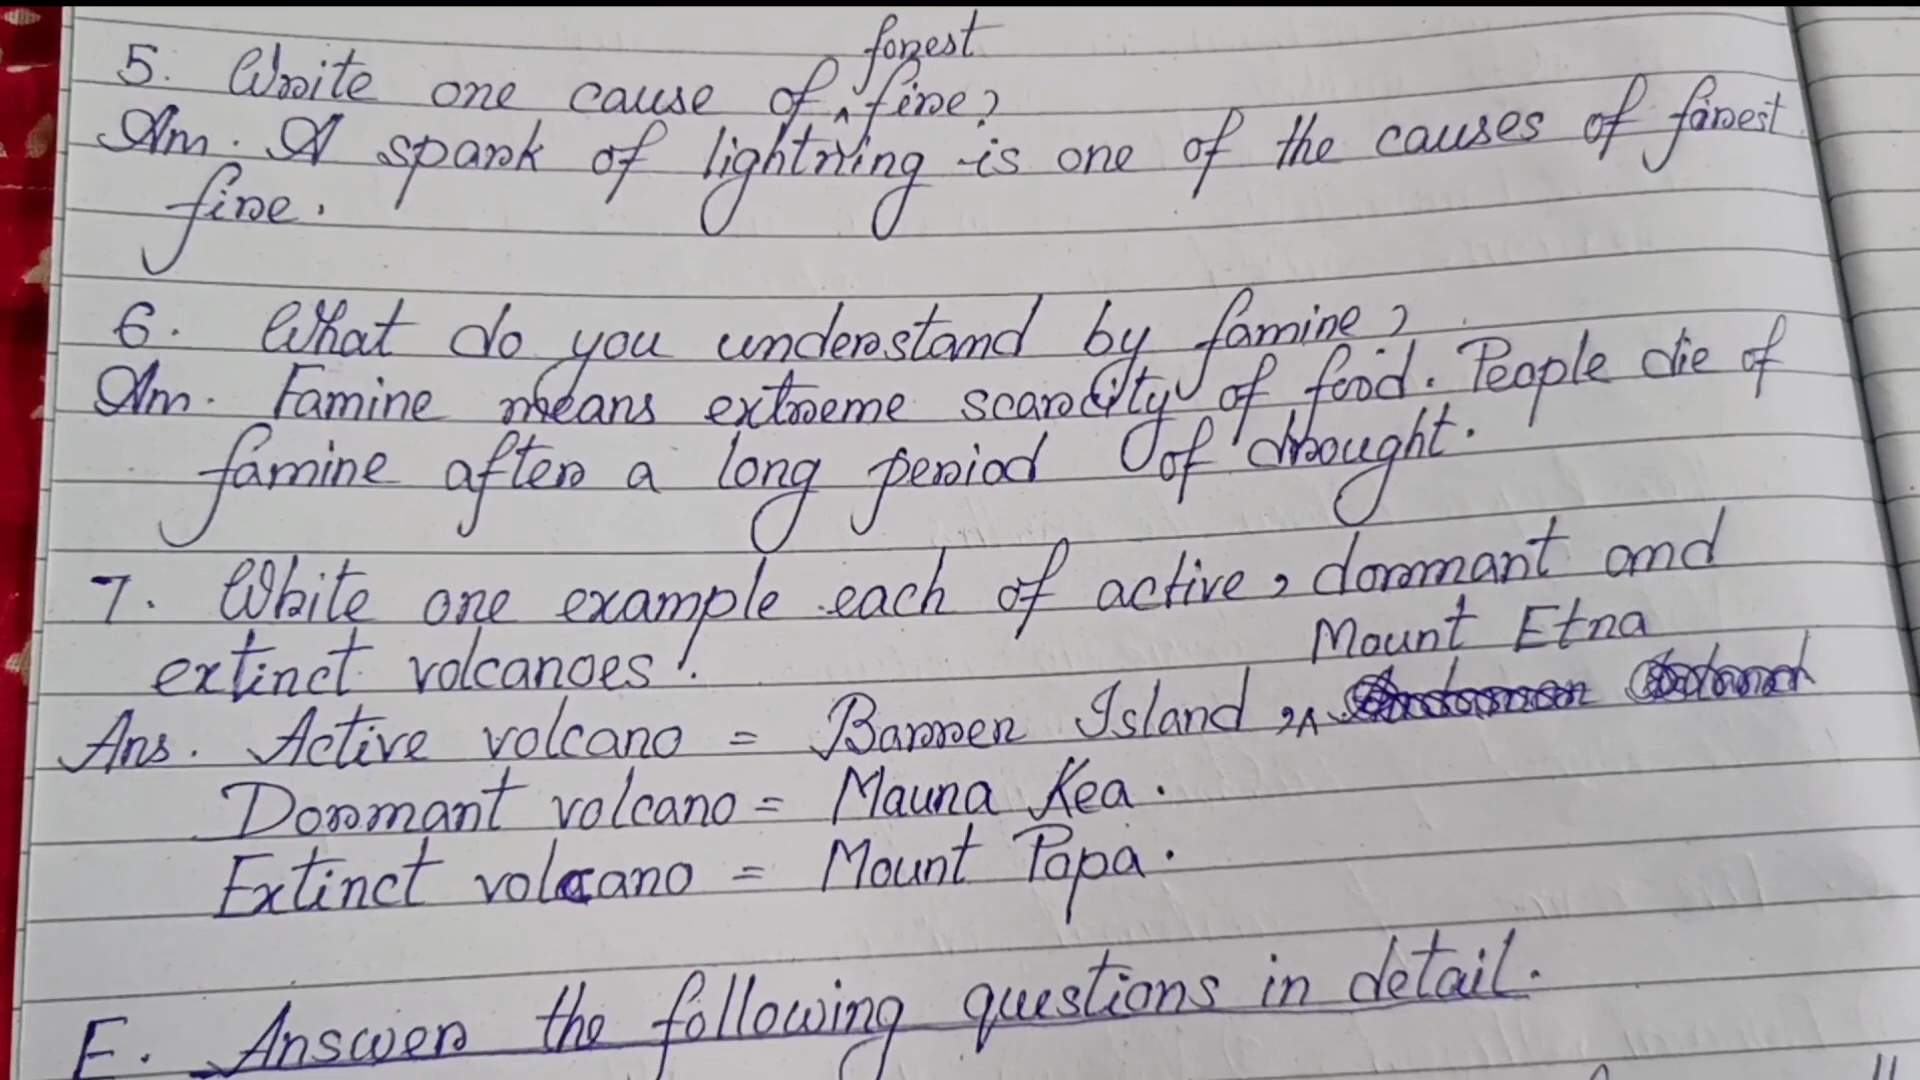 forest
5. Write one cause of ^ fire?
Ans. A spark of lightning is one of the causes of forest
fire.
6. What do you understand by famine?
Ans. Famine means extreme scarcity of food. People die of
famine after a long period of drought.
7. Write one example each of active, dormant and
extinct volcanoes!
Mount Etna
Ans. Active volcano = Barren Island, ^
Dormant volcano = Mauna Kea.
Extinct volcano = Mount Popa.
E. Answer the following questions in detail.